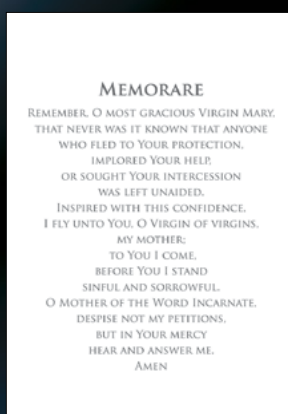 MEMORARE
REMEMBER, O MOST GRACIOUS VIRGIN MARY,
THAT NEVER WAS IT KNOWN THAT ANYONE
WHO FLED TO YOUR PROTECTION,
IMPLORED YOUR HELP,
OR SOUGHT YOUR INTERCESSION
WAS LEFT UNAIDED.
INSPIRED WITH THIS CONFIDENCE,
I FLY UNTO YOU, O VIRGIN OF VIRGINS,
MY MOTHER;
TO YOU I COME,
BEFORE YOU I STAND
SINFUL AND SORROWFUL.
O MOTHER OF THE WORD INCARNATE,
DESPISE NOT MY PETITIONS,
BUT IN YOUR MERCY
HEAR AND ANSWER ME.
AMEN